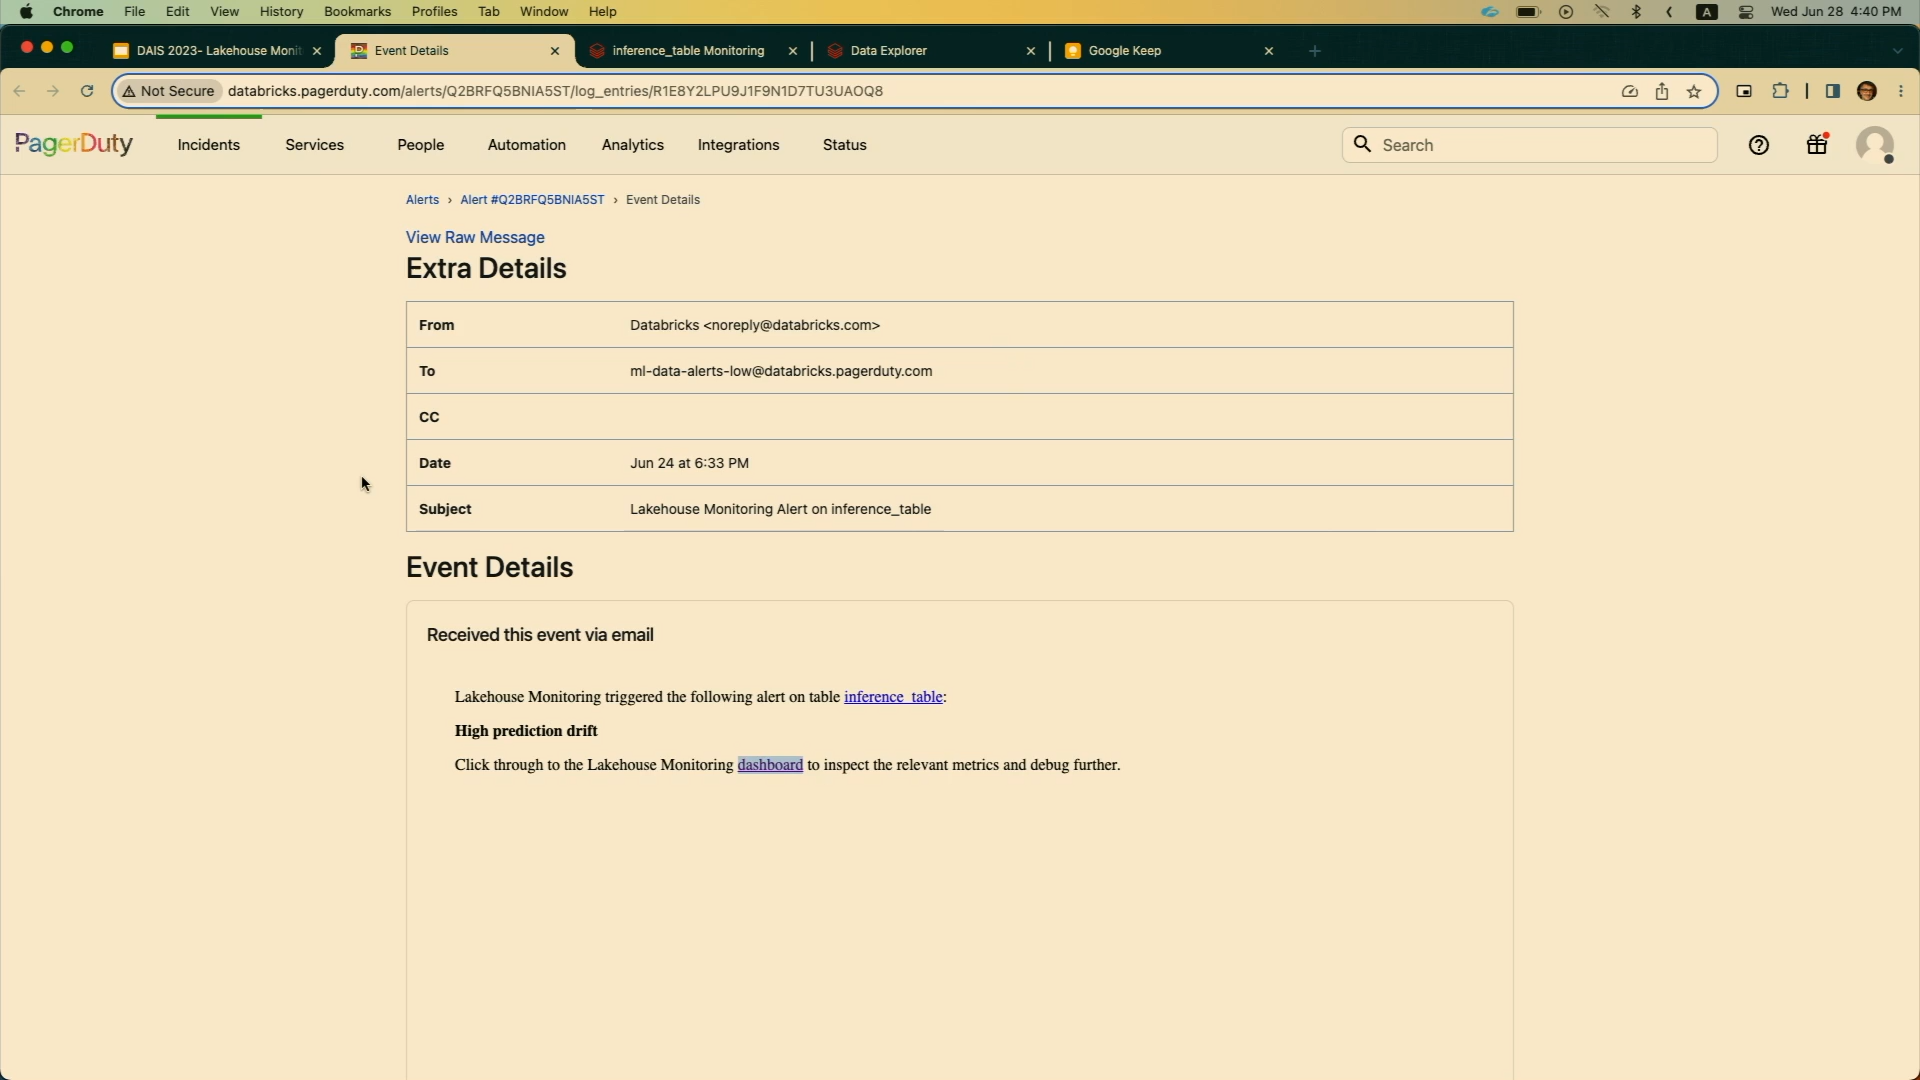 Chrome File Edit View History Bookmarks Profiles Tab Window Help A Wed Jun 28 4:40 PM
DAIS 2023- Lakehouse Monit Event Details inference_table Monitoring Data Explorer Google Keep
Not Secure databricks.pagerduty.com/alerts/Q2BRFQ5BNIA5ST/log_entries/R1E8Y2LPU9J1F9N1D7TU3UAOQ8
PagerDuty Incidents Services People Automation Analytics Integrations Status Search
Alerts › Alert #Q2BRFQ5BNIA5ST › Event Details
View Raw Message
Extra Details
From Databricks <noreply@databricks.com>
To ml-data-alerts-low@databricks.pagerduty.com
CC
Date Jun 24 at 6:33 PM
Subject Lakehouse Monitoring Alert on inference_table
Event Details
Received this event via email
Lakehouse Monitoring triggered the following alert on table inference_table:
High prediction drift
Click through to the Lakehouse Monitoring dashboard to inspect the relevant metrics and debug further.